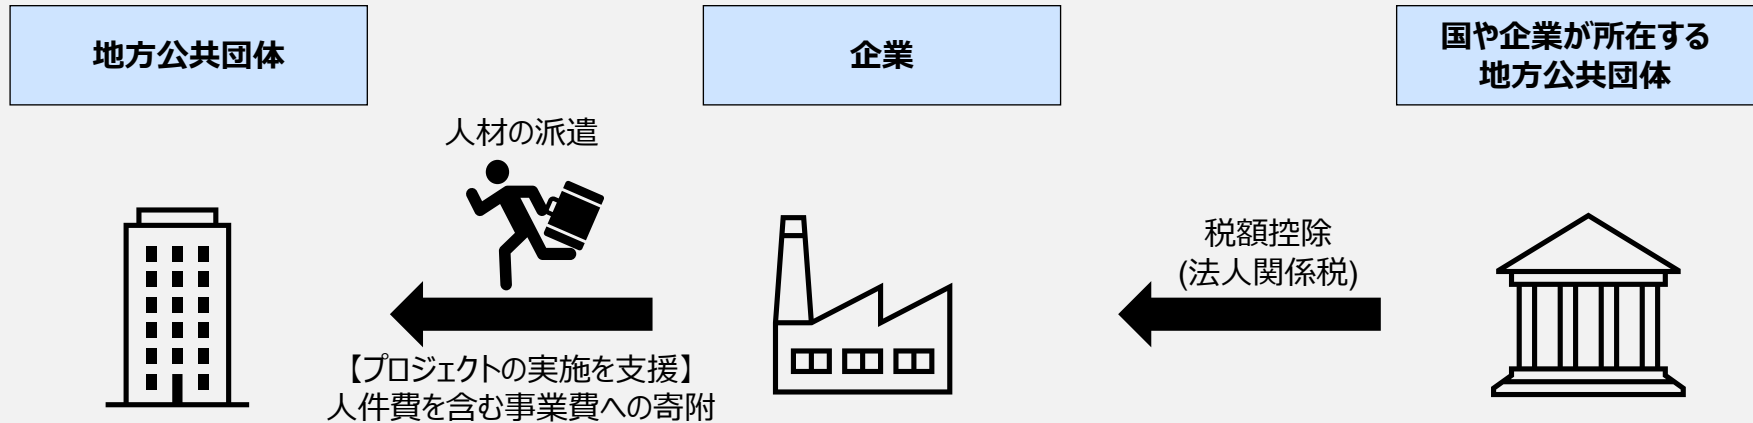 地方公共団体
企業
国や企業が所在する
地方公共団体
人材の派遣
【プロジェクトの実施を支援】
人件費を含む事業費への寄附
税額控除
(法人関係税)